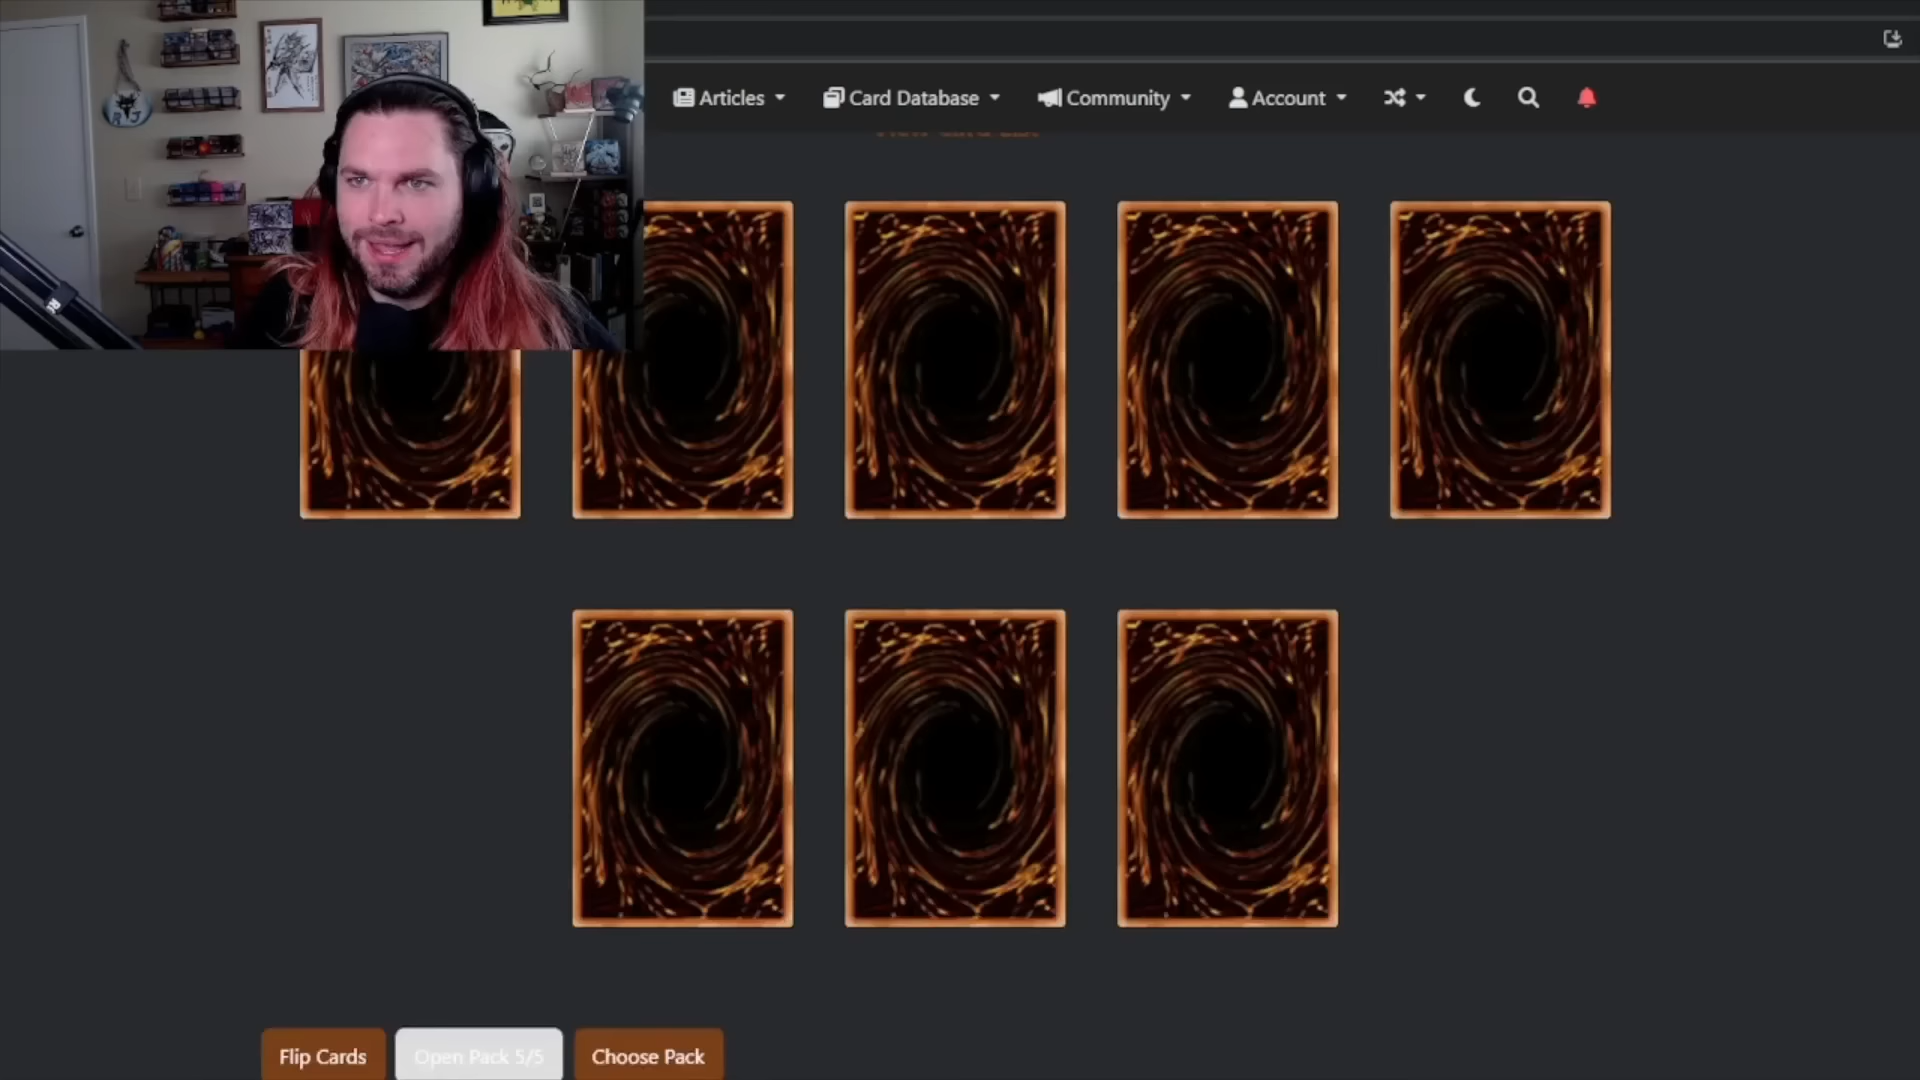 Articles
Card Database
Community
Account
Flip Cards
Open Pack 5/5
Choose Pack